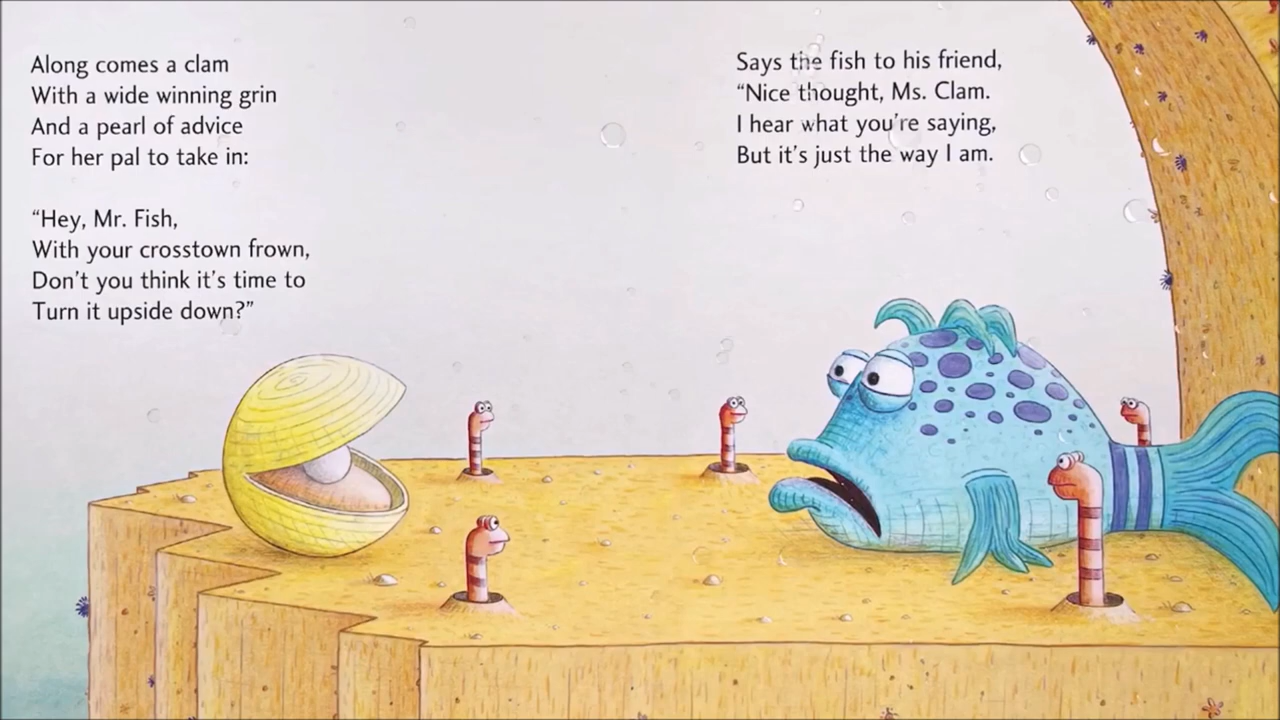 Along comes a clam
With a wide winning grin
And a pearl of advice
For her pal to take in:
“Hey, Mr. Fish,
With your crosstown frown,
Don’t you think it’s time to
Turn it upside down?”
Says the fish to his friend,
“Nice thought, Ms. Clam.
I hear what you’re saying,
But it’s just the way I am.